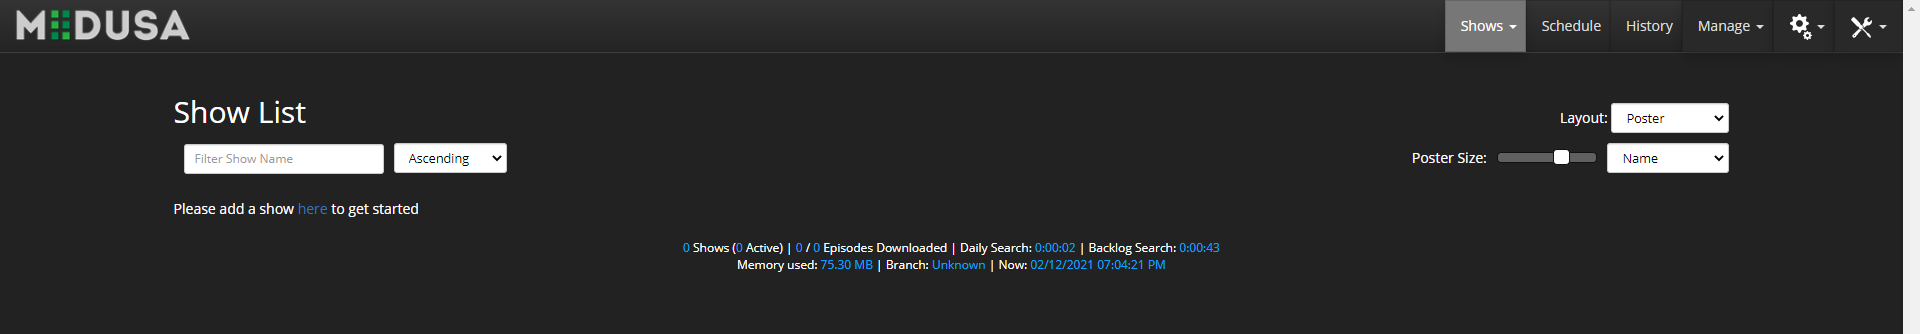 MEDUSA
Shows Schedule History Manage
Show List
Layout: Poster
Filter Show Name Ascending
Poster Size: Name
Please add a show here to get started
0 Shows (0 Active) | 0 / 0 Episodes Downloaded | Daily Search: 0:00:02 | Backlog Search: 0:00:43
Memory used: 75.30 MB | Branch: Unknown | Now: 02/12/2021 07:04:21 PM